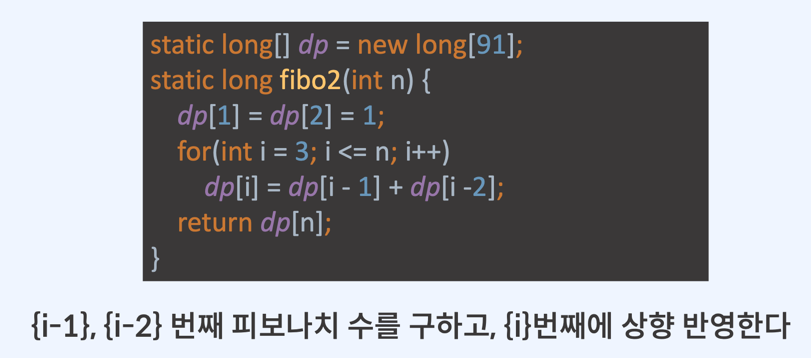 static long[] dp = new long[91];
static long fibo2(int n) {
dp[1] = dp[2] = 1;
for(int i = 3; i <= n; i++)
dp[i] = dp[i - 1] + dp[i -2];
return dp[n];
}
{i-1}, {i-2} 번째 피보나치 수를 구하고, {i}번째에 상향 반영한다